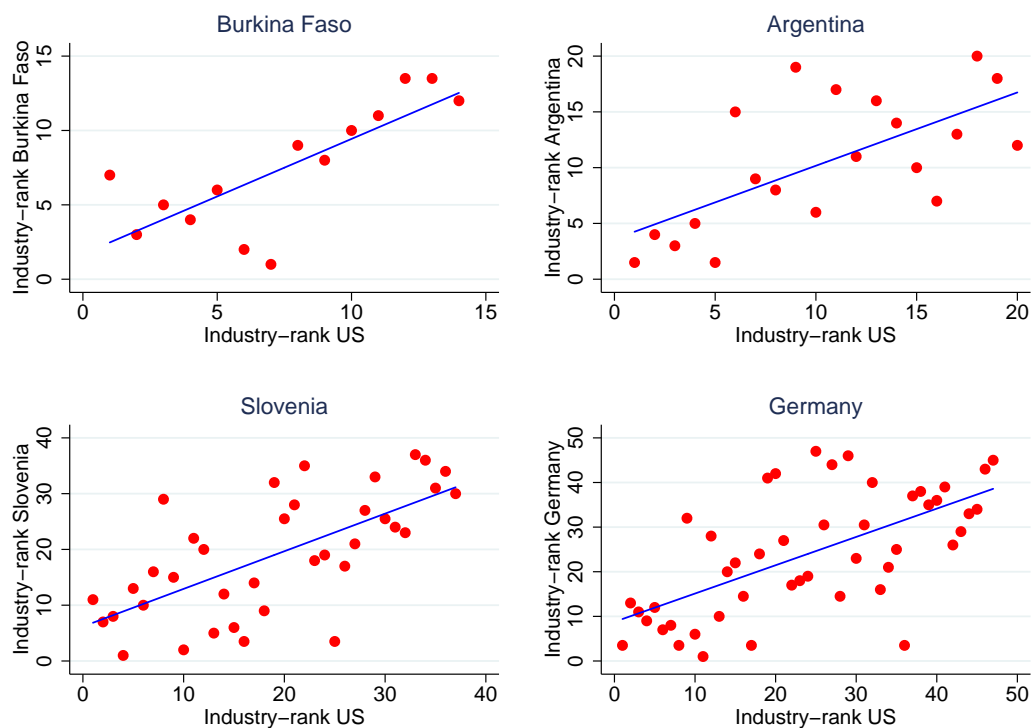 Burkina Faso
Industry−rank Burkina Faso
15
10
5
0
0 5 10 15
Industry−rank US
Argentina
Industry−rank Argentina
20
15
10
5
0
0 5 10 15 20
Industry−rank US
Slovenia
Industry−rank Slovenia
40
30
20
10
0
0 10 20 30 40
Industry−rank US
Germany
Industry−rank Germany
50
40
30
20
10
0
0 10 20 30 40 50
Industry−rank US